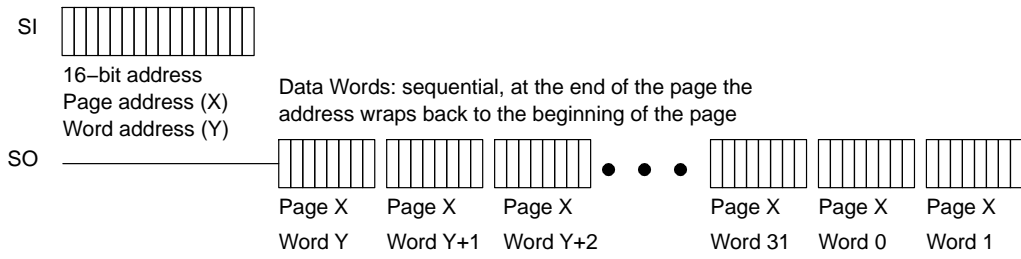 SI
16−bit address
Page address (X)
Word address (Y)
Data Words: sequential, at the end of the page the
address wraps back to the beginning of the page
SO
Page X Page X Page X Page X Page X Page X
Word Y Word Y+1 Word Y+2 Word 31 Word 0 Word 1